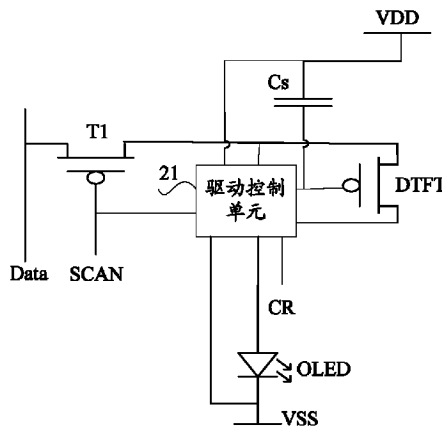 VDD
Cs
T1
21
驱动控制
单元
DTFT
Data
SCAN
CR
OLED
VSS